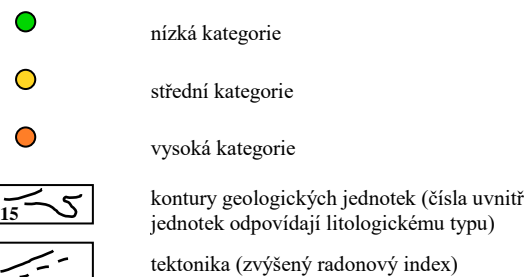 nízká kategorie
střední kategorie
vysoká kategorie
15
kontury geologických jednotek (čísla uvnitř
jednotek odpovídají litologickému typu)
tektonika (zvýšený radonový index)